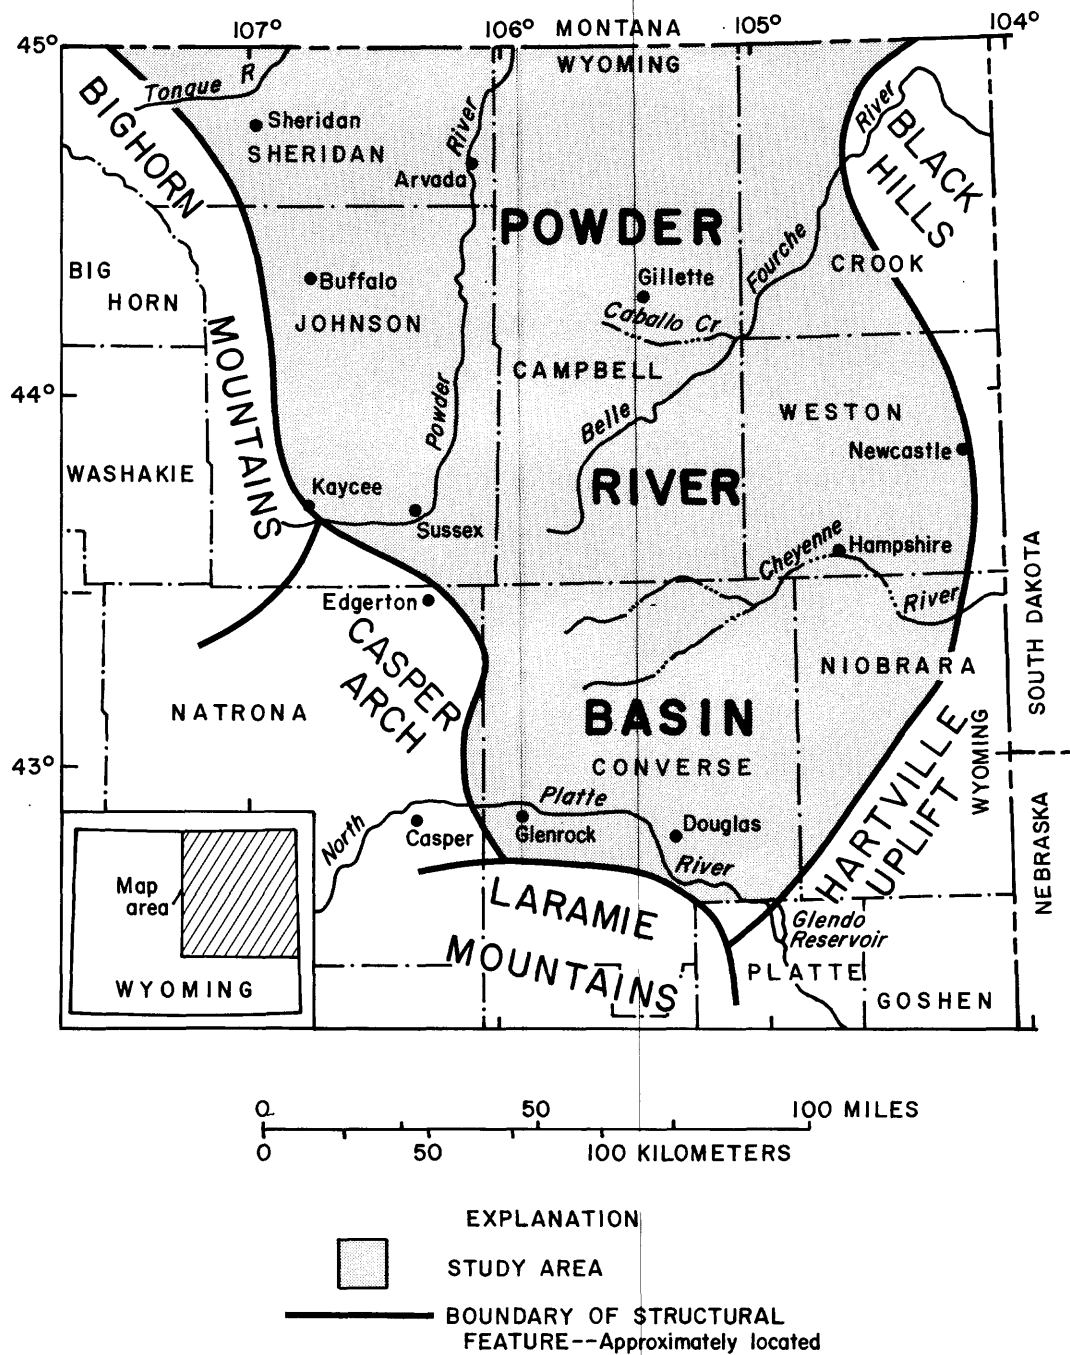 107°
106°
MONTANA
105°
104°
45°
WYOMING
Tongue R
BIGHORN
Sheridan
SHERIDAN
River
Arvada
River
BLACK
HILLS
POWDER
BIG
HORN
Buffalo
JOHNSON
Gillette
Fourche
CROOK
Caballo Cr
MOUNTAINS
CAMPBELL
44°
Powder
Belle
WESTON
Newcastle
WASHAKIE
Kaycee
RIVER
Sussex
Cheyenne
Hampshire
River
Edgerton
CASPER
ARCH
NIOBRARA
SOUTH DAKOTA
NATRONA
BASIN
CONVERSE
WYOMING
43°
Platte
HARTVILLE
UPLIFT
NEBRASKA
North
Casper
Glenrock
Douglas
River
Map
area
LARAMIE
MOUNTAINS
Glendo
Reservoir
PLATTE
GOSHEN
WYOMING
0 50 100 MILES
0 50 100 KILOMETERS
EXPLANATION
STUDY AREA
BOUNDARY OF STRUCTURAL
FEATURE--Approximately located